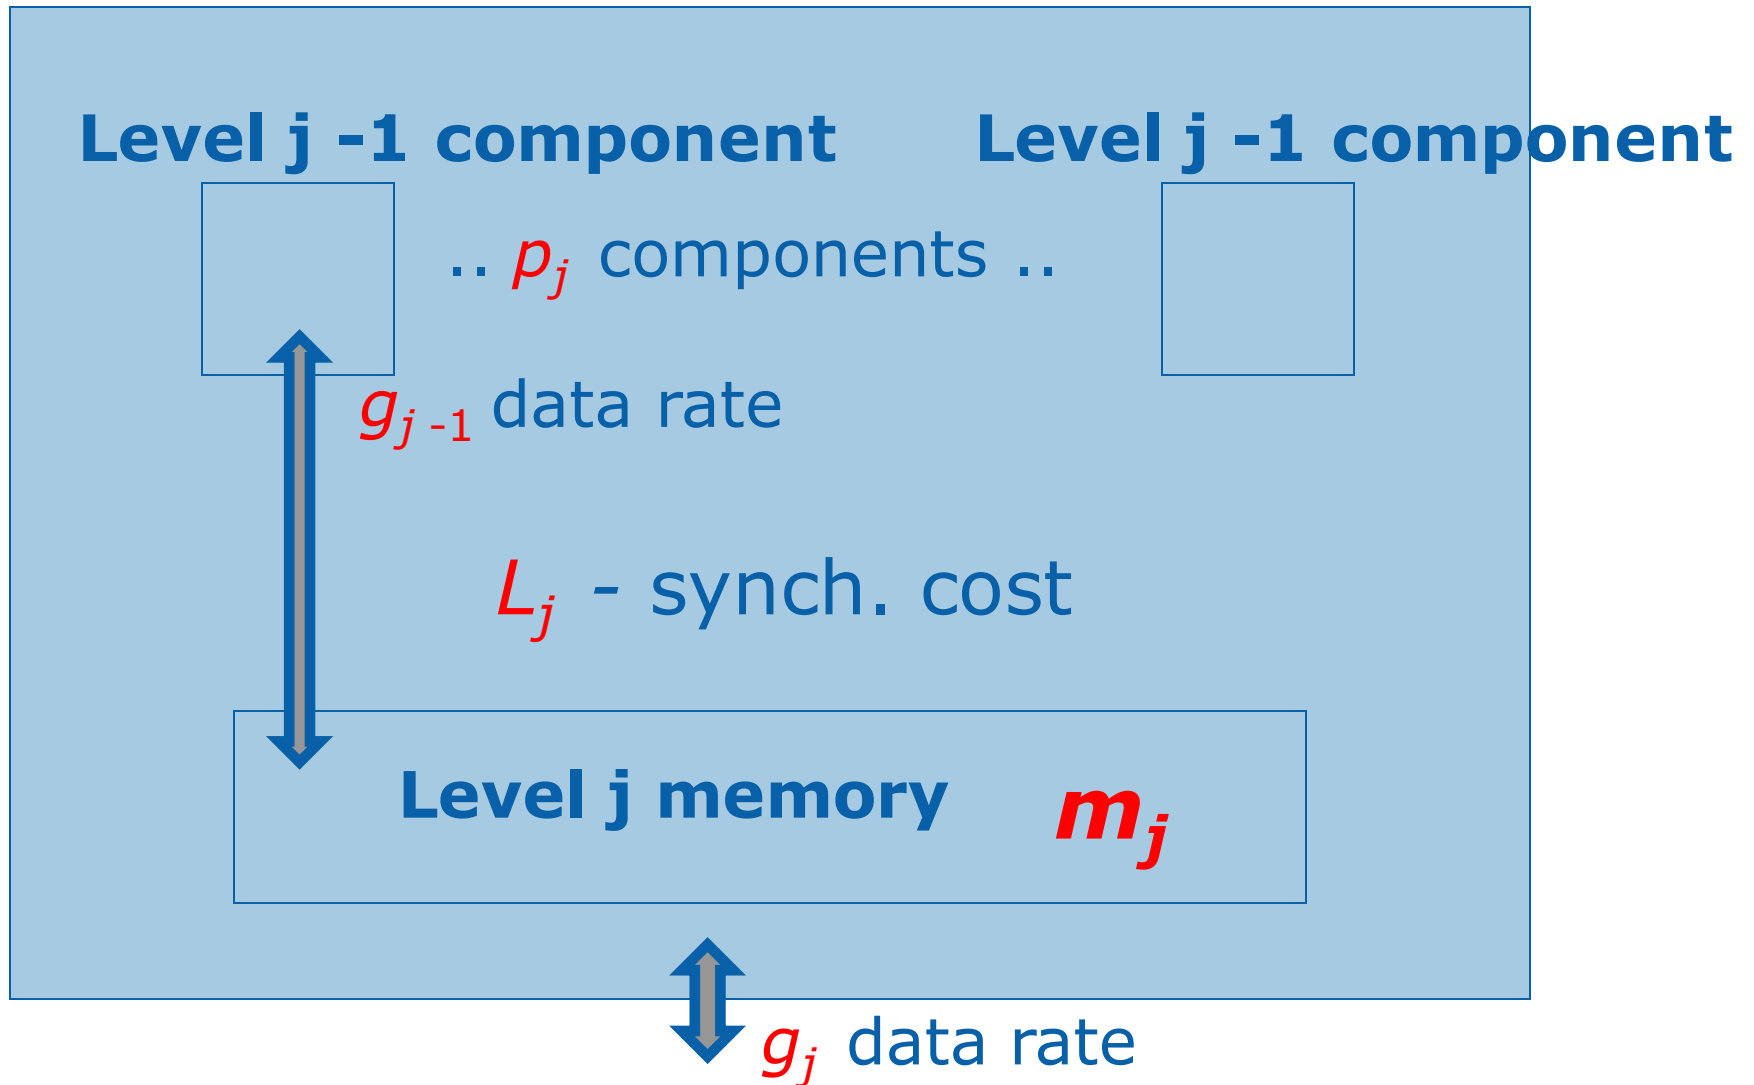 Level j -1 component Level j -1 component
.. pj components ..
gj -1 data rate
Lj - synch. cost
Level j memory mj
gj data rate